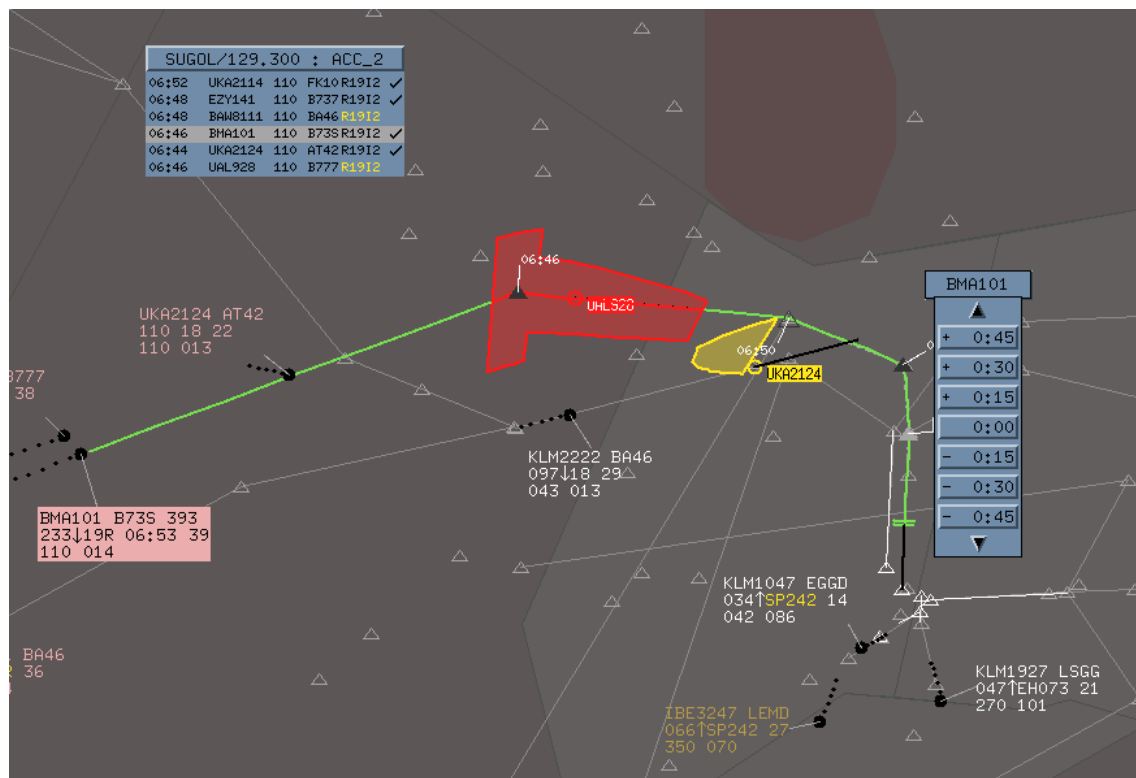 SUGOL/129.300 : ACC_2
06:52 UKA2114 110 FK10 R19I2 ✓
06:48 EZY141 110 B737 R19I2 ✓
06:48 BAW8111 110 BA46 R19I2
06:46 BMA101 110 B73S R19I2 ✓
06:44 UKA2124 110 AT42 R19I2 ✓
06:46 UAL928 110 B777 R19I2
06:46
UAL928
UKA2124 AT42
110 18 22
110 013
06:50
UKA2124
BMA101
+ 0:45
+ 0:30
+ 0:15
0:00
- 0:15
- 0:30
- 0:45
B777
38
KLM2222 BA46
097↓18 29
043 013
BMA101 B73S 393
233↓19R 06:53 39
110 014
KLM1047 EGGD
034↑SP242 14
042 086
BA46
36
KLM1927 LSGG
047↑EH073 21
270 101
IBE3247 LEMD
066↑SP242 27
350 070